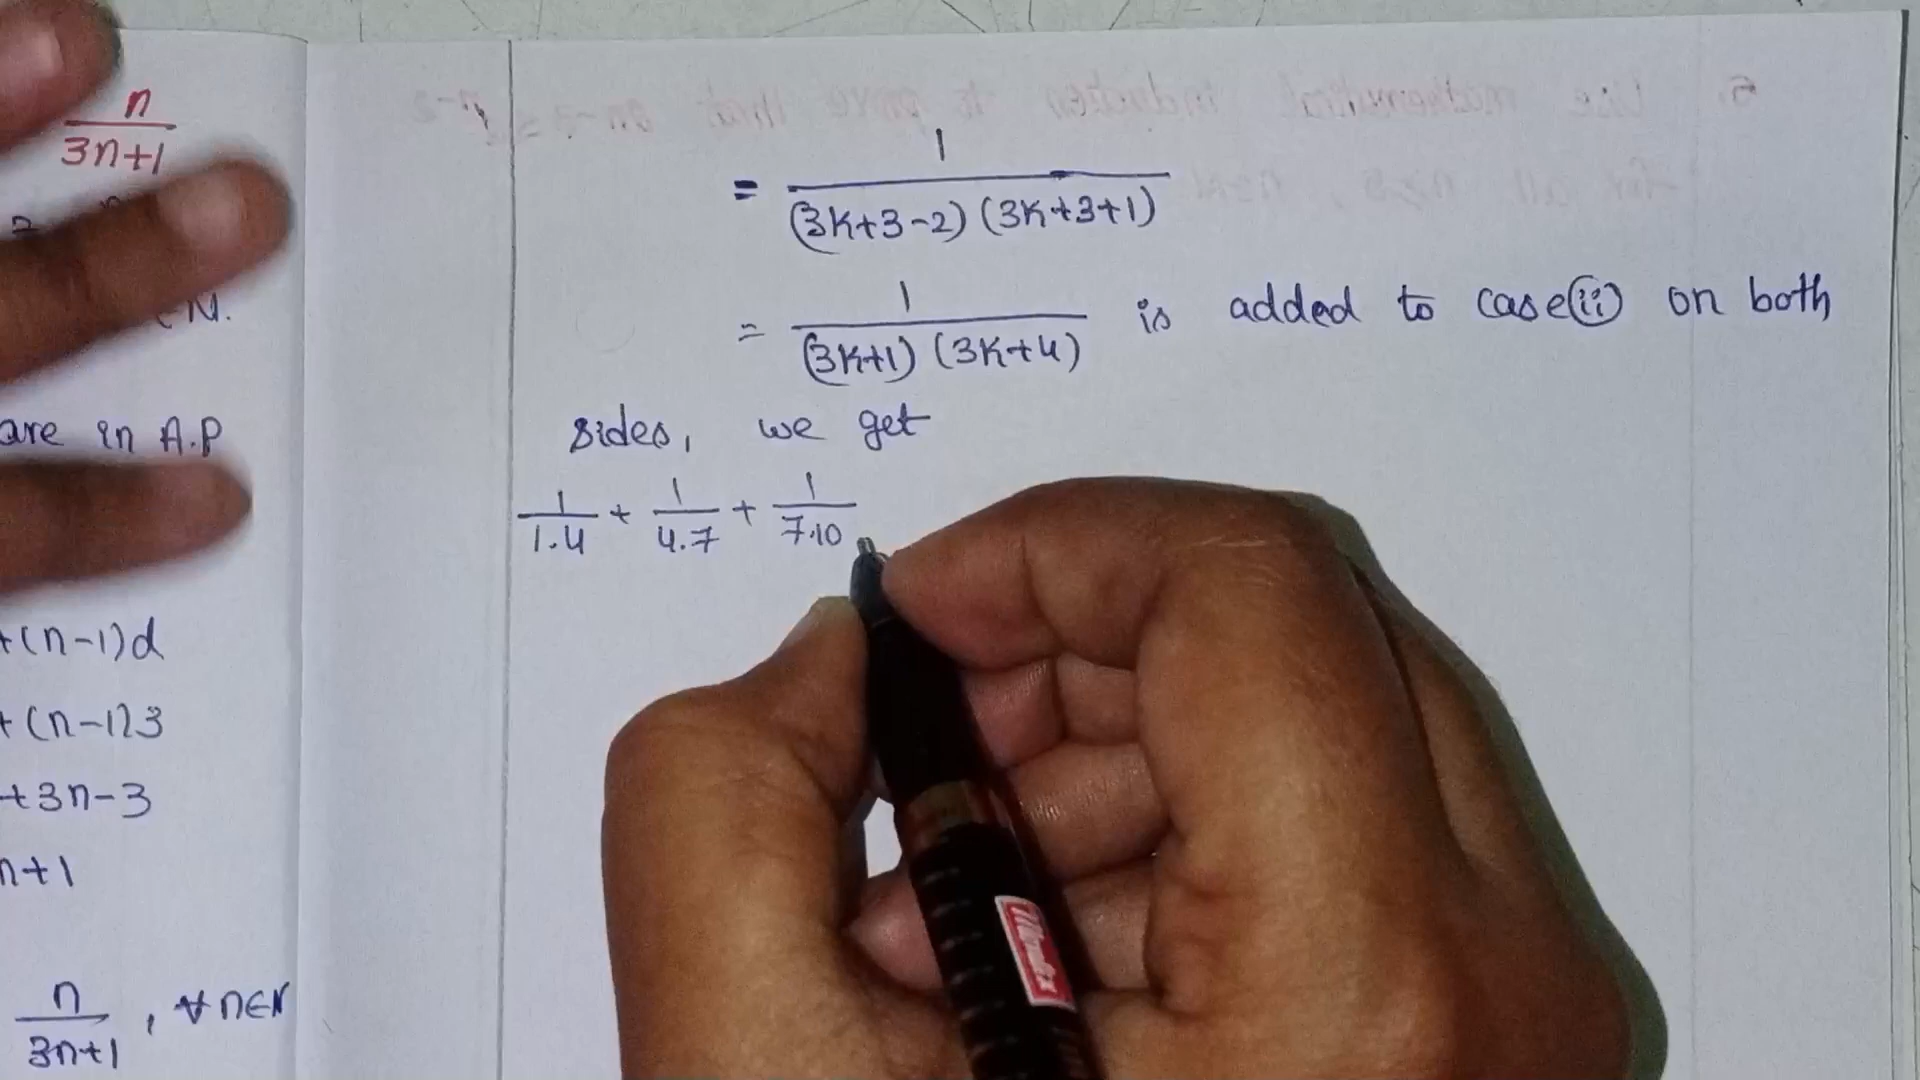 n/(3n+1)
N.
are in A.P
+(n-1)d
+(n-1)3
+3n-3
n+1
n/(3n+1) , ∀ n∈N
= 1/((3k+3-2)(3k+3+1))
= 1/((3k+1)(3k+4)) is added to case(ii) on both
sides, we get
1/1.4 + 1/4.7 + 1/7.10